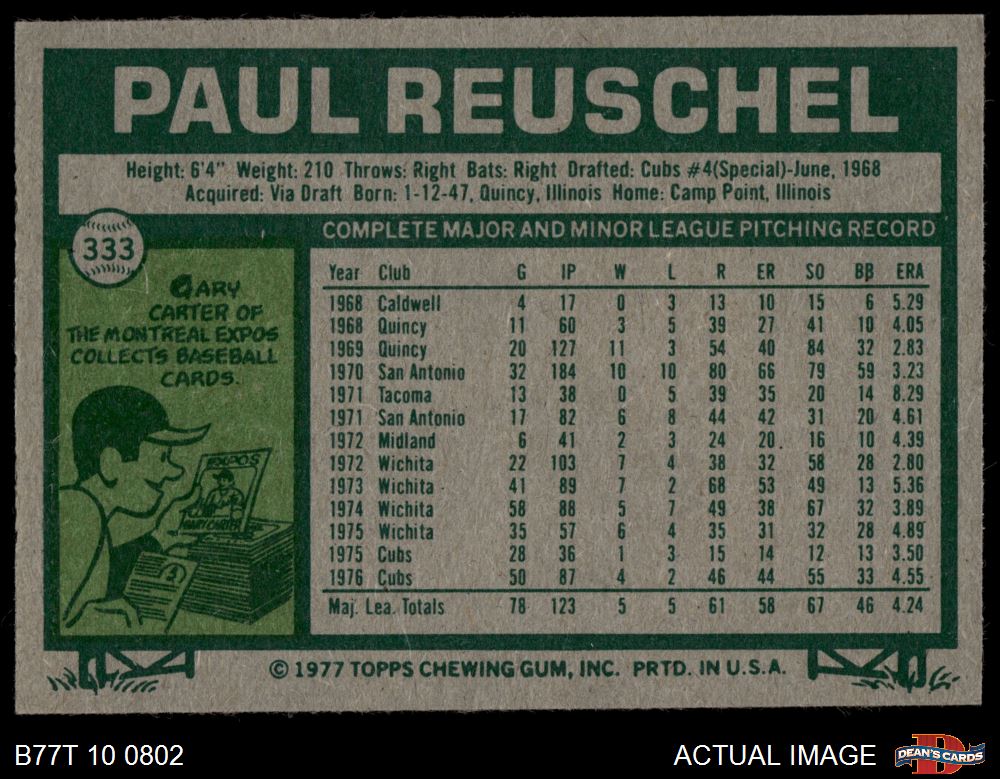 PAUL REUSCHEL
Height: 6'4" Weight: 210 Throws: Right Bats: Right Drafted: Cubs #4(Special)-June, 1968
Acquired: Via Draft Born: 1-12-47, Quincy, Illinois Home: Camp Point, Illinois
333
GARY
CARTER OF
THE MONTREAL EXPOS
COLLECTS BASEBALL
CARDS.
EXPOS
GARY CARTER
COMPLETE MAJOR AND MINOR LEAGUE PITCHING RECORD
Year Club G IP W L R ER SO BB ERA
1968 Caldwell 4 17 0 3 13 10 15 6 5.29
1968 Quincy 11 60 3 5 39 27 41 10 4.05
1969 Quincy 20 127 11 3 54 40 84 32 2.83
1970 San Antonio 32 184 10 10 80 66 79 59 3.23
1971 Tacoma 13 38 0 5 39 35 20 14 8.29
1971 San Antonio 17 82 6 8 44 42 31 20 4.61
1972 Midland 6 41 2 3 24 20 16 10 4.39
1972 Wichita 22 103 7 4 38 32 58 28 2.80
1973 Wichita 41 89 7 2 68 53 49 13 5.36
1974 Wichita 58 88 5 7 49 38 67 32 3.89
1975 Wichita 35 57 6 4 35 31 32 28 4.89
1975 Cubs 28 36 1 3 15 14 12 13 3.50
1976 Cubs 50 87 4 2 46 44 55 33 4.55
Maj. Lea. Totals 78 123 5 5 61 58 67 46 4.24
© 1977 TOPPS CHEWING GUM, INC. PRTD. IN U.S.A.
B77T 10 0802
ACTUAL IMAGE
DEAN'S CARDS